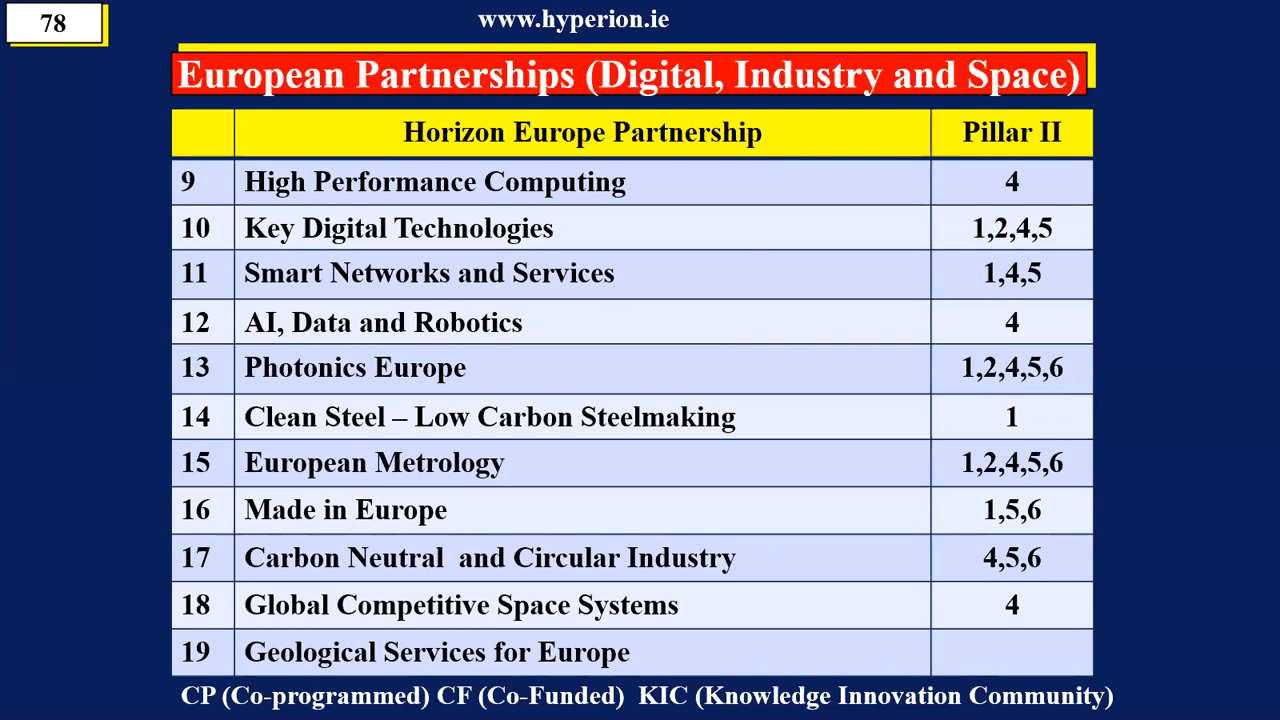 78
www.hyperion.ie
European Partnerships (Digital, Industry and Space)
Horizon Europe Partnership Pillar II
9 High Performance Computing 4
10 Key Digital Technologies 1,2,4,5
11 Smart Networks and Services 1,4,5
12 AI, Data and Robotics 4
13 Photonics Europe 1,2,4,5,6
14 Clean Steel – Low Carbon Steelmaking 1
15 European Metrology 1,2,4,5,6
16 Made in Europe 1,5,6
17 Carbon Neutral and Circular Industry 4,5,6
18 Global Competitive Space Systems 4
19 Geological Services for Europe
CP (Co-programmed) CF (Co-Funded) KIC (Knowledge Innovation Community)